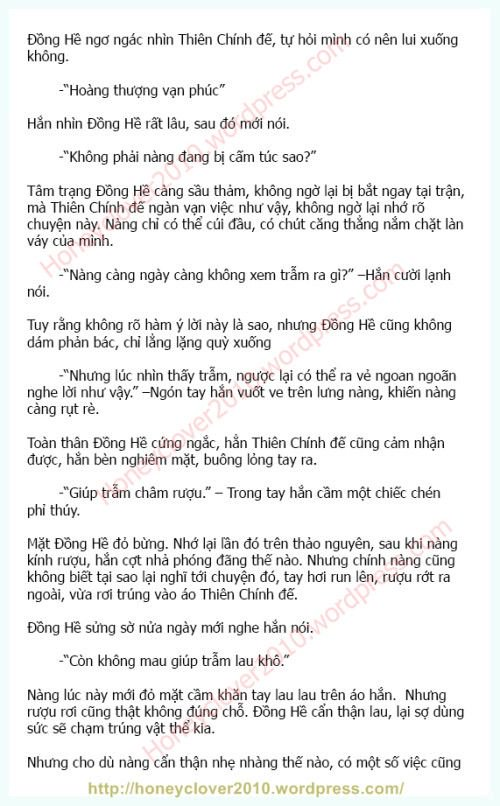 Đồng Hề ngơ ngác nhìn Thiên Chính đế, tự hỏi mình có nên lui xuống
không.
-“Hoàng thượng vạn phúc”
Hắn nhìn Đồng Hề rất lâu, sau đó mới nói.
-“Không phải nàng đang bị cấm túc sao?”
Tâm trạng Đồng Hề càng sầu thảm, không ngờ lại bị bắt ngay tại trận,
mà Thiên Chính đế ngàn vạn việc như vậy, không ngờ lại nhớ rõ
chuyện này. Nàng chỉ có thể cúi đầu, có chút căng thẳng nắm chặt làn
váy của mình.
-“Nàng càng ngày càng không xem trẫm ra gì?” –Hắn cười lạnh
nói.
Tuy rằng không rõ hàm ý lời này là sao, nhưng Đồng Hề cũng không
dám phản bác, chỉ lẳng lặng quỳ xuống
-“Nhưng lúc nhìn thấy trẫm, ngược lại có thể ra vẻ ngoan ngoãn
nghe lời như vậy.” –Ngón tay hắn vuốt ve trên lưng nàng, khiến nàng
càng rụt rè.
Toàn thân Đồng Hề cứng ngắc, hẳn Thiên Chính đế cũng cảm nhận
được, hắn bèn nghiêm mặt, buông lỏng tay ra.
-“Giúp trẫm châm rượu.” – Trong tay hắn cầm một chiếc chén
phỉ thúy.
Mặt Đồng Hề đỏ bừng. Nhớ lại lần đó trên thảo nguyên, sau khi nàng
kính rượu, hắn cợt nhả phóng đãng thế nào. Nhưng chính nàng cũng
không biết tại sao lại nghĩ tới chuyện đó, tay hơi run lên, rượu rớt ra
ngoài, vừa rơi trúng vào áo Thiên Chính đế.
Đồng Hề sửng sờ nửa ngày mới nghe hắn nói.
-“Còn không mau giúp trẫm lau khô.”
Nàng lúc này mới đỏ mặt cầm khăn tay lau lau trên áo hắn.  Nhưng
rượu rơi cũng thật không đúng chỗ. Đồng Hề cẩn thận lau, lại sợ dùng
sức sẽ chạm trúng vật thể kia.
Nhưng cho dù nàng cẩn thận nhẹ nhàng thế nào, có một số việc cũng
http://honeyclover2010.wordpress.com/
Honeyclover2010.wordpress.com
Honeyclover2010.wordpress.com
Honeyclover2010.wordpress.com
Honeyclover2010.wordpress.com